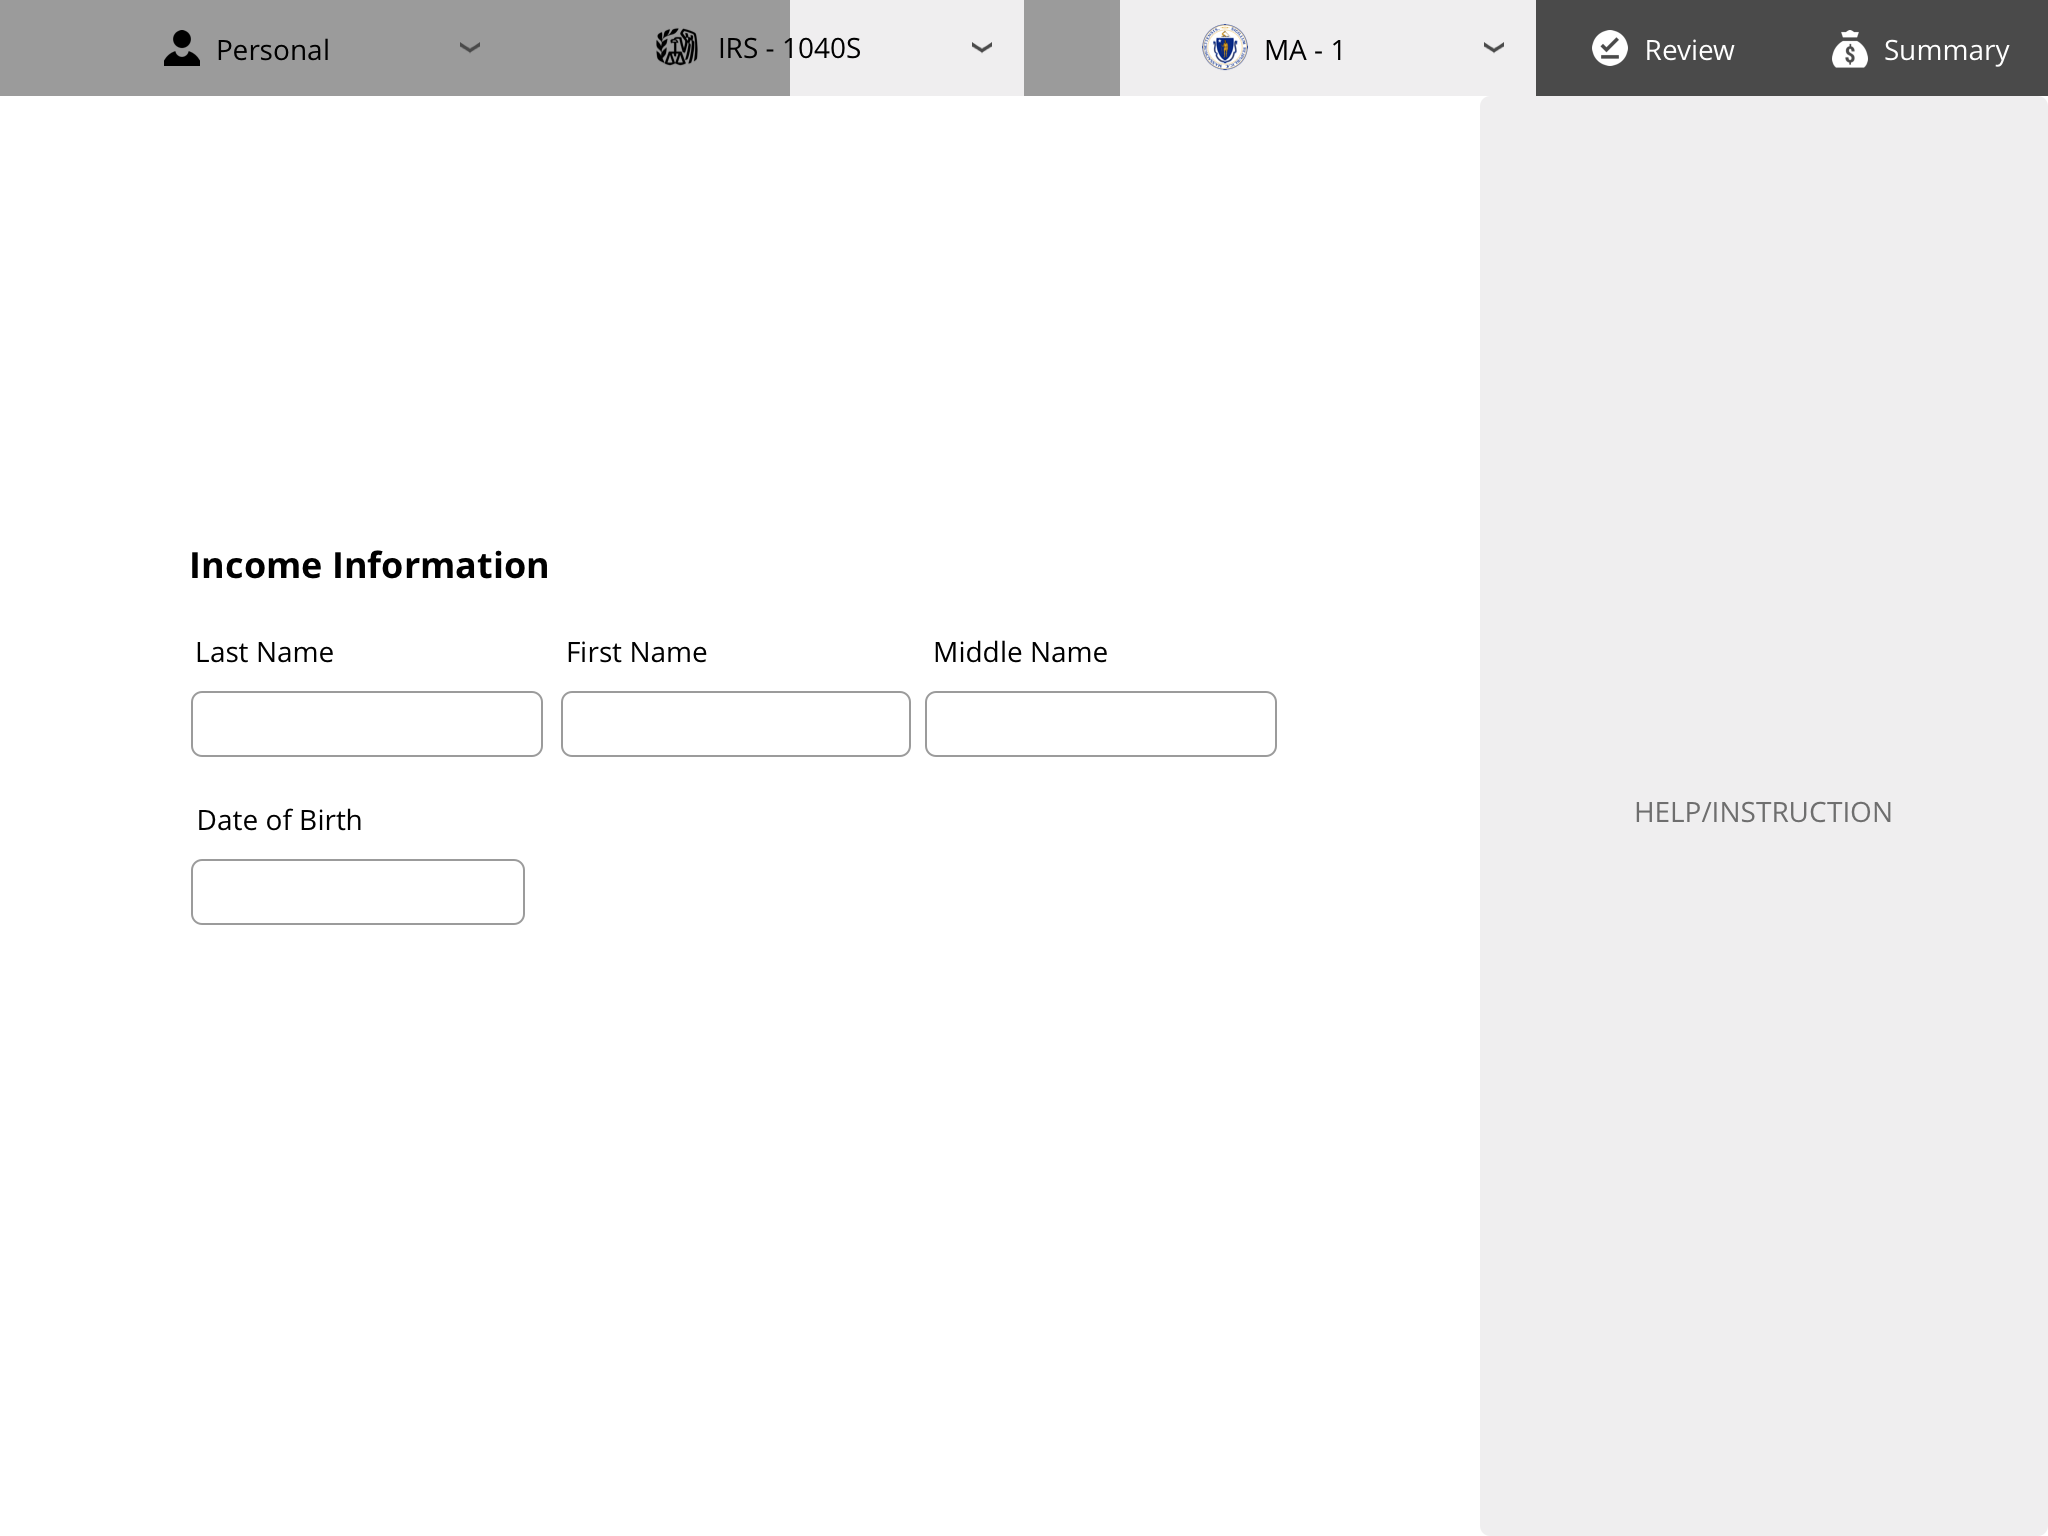 Personal
IRS - 1040S
MA - 1
Review
Summary
Income Information
Last Name
First Name
Middle Name
Date of Birth
HELP/INSTRUCTION